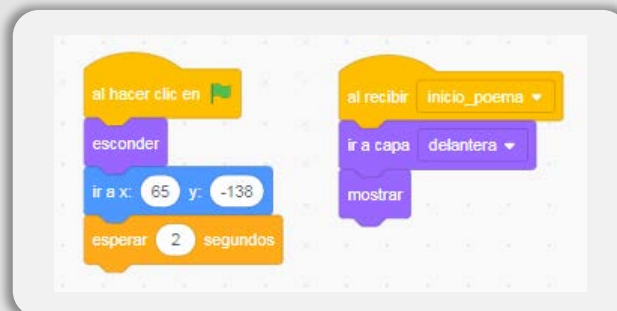 al hacer clic en
esconder
ir a x: 65 y: -138
esperar 2 segundos
al recibir inicio_poema
ir a capa delantera
mostrar